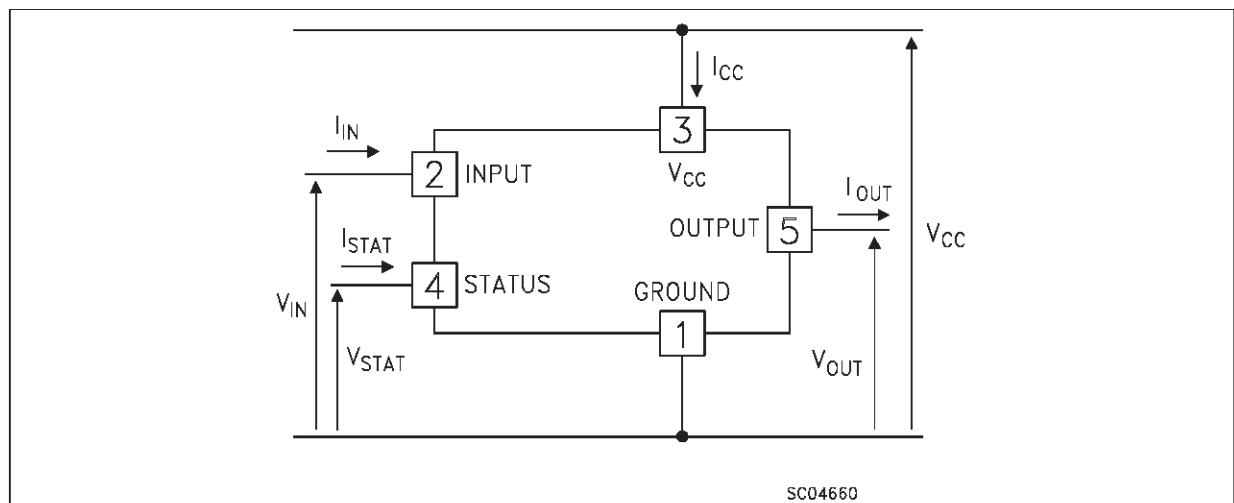 I_CC
3
V_CC
I_IN
2 INPUT
I_OUT
OUTPUT 5
V_CC
I_STAT
4 STATUS
GROUND
1
V_IN
V_STAT
V_OUT
SC04660